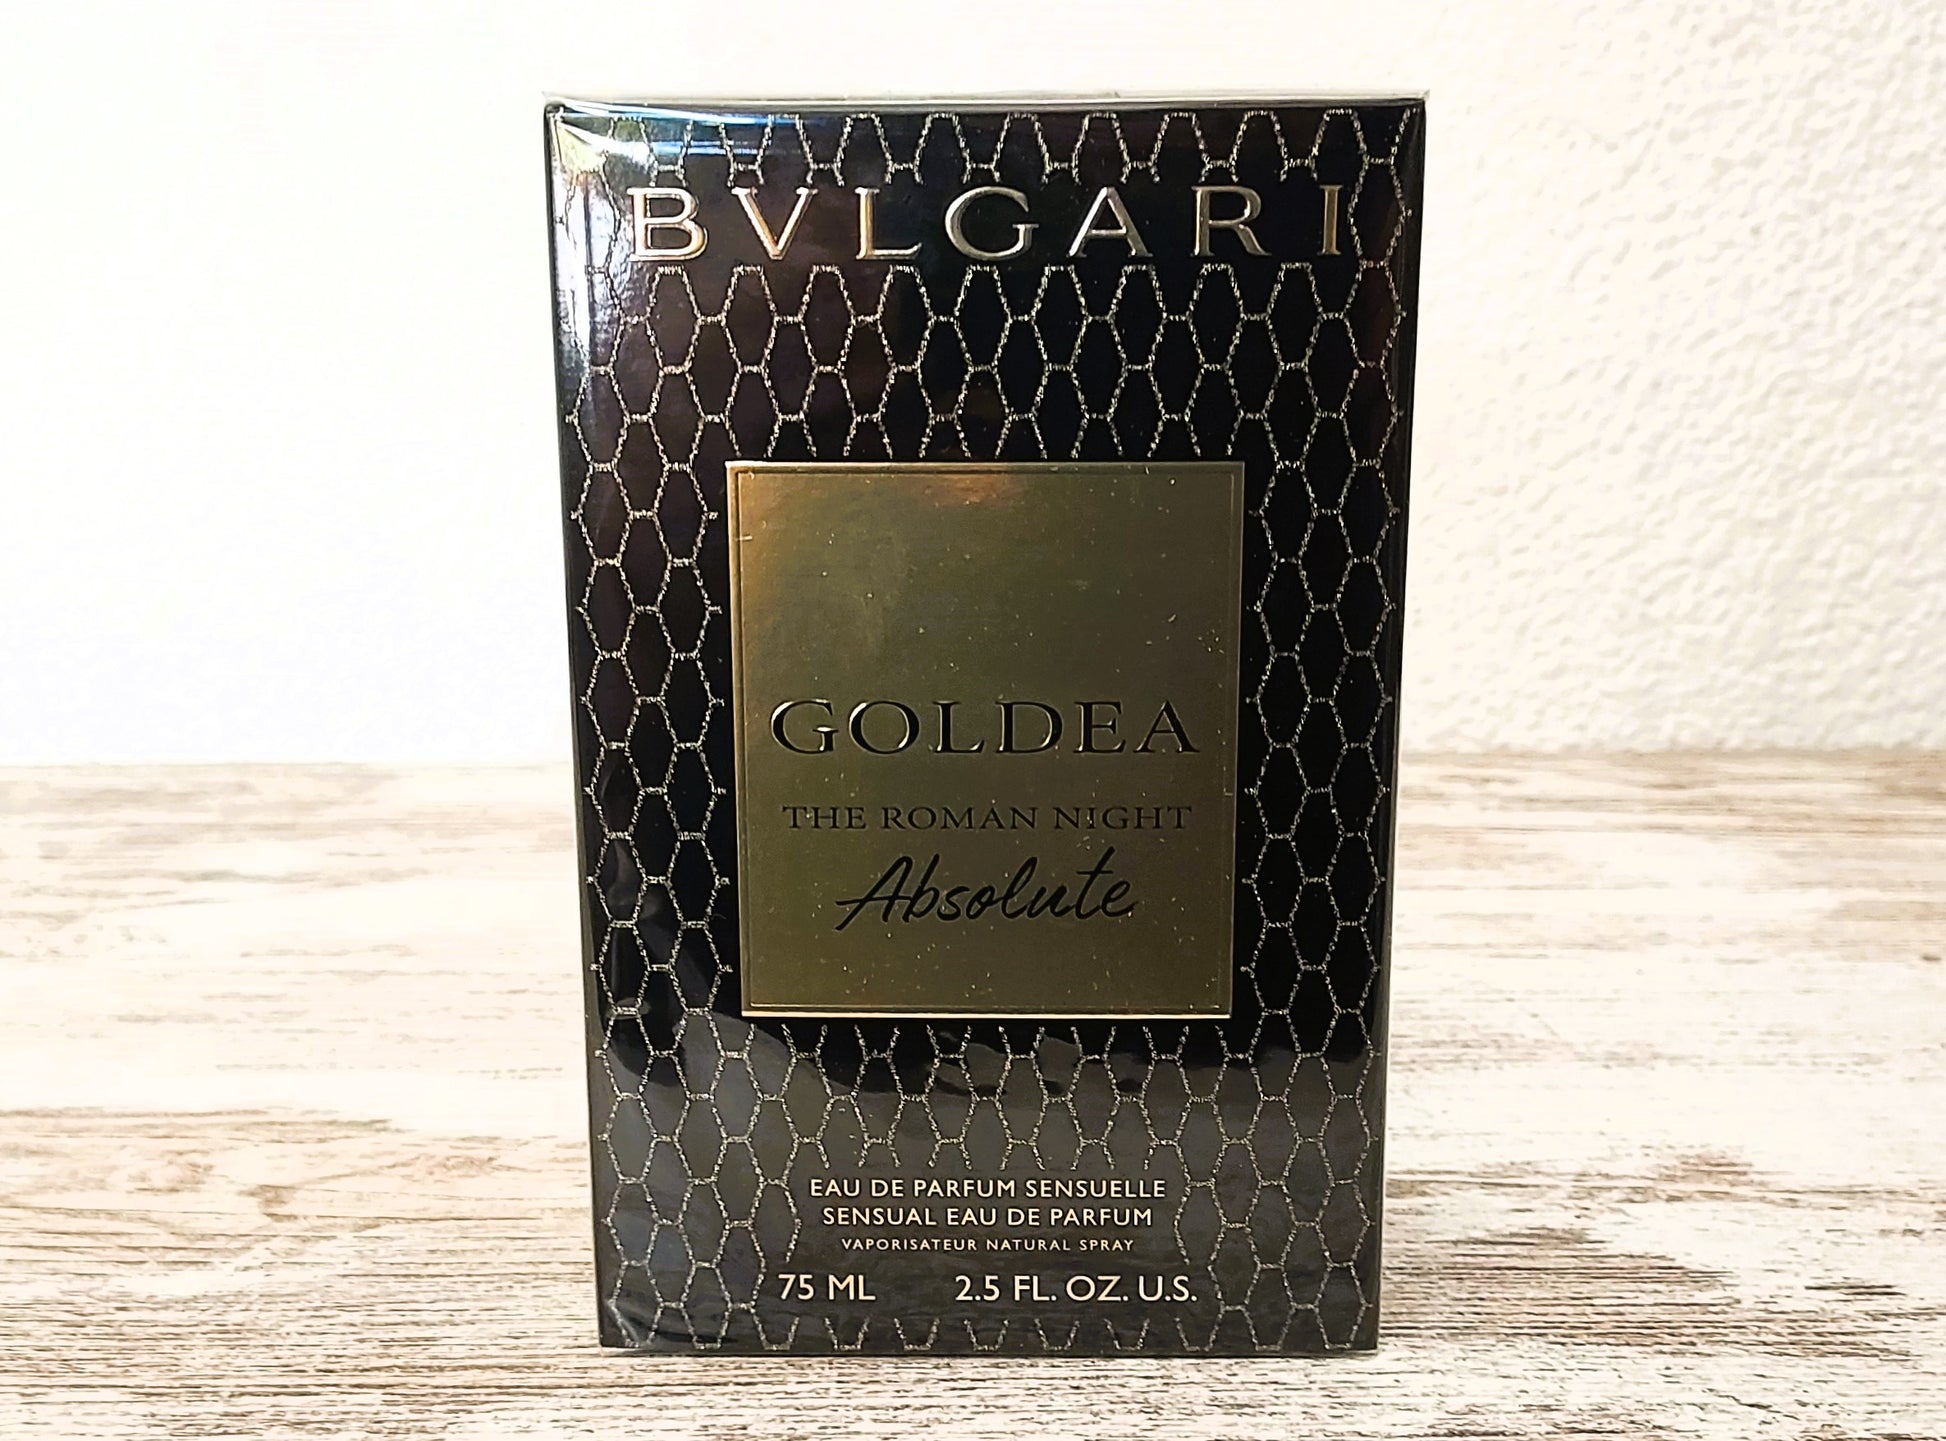 BVLGARI
GOLDEA
THE ROMAN NIGHT
Absolute
EAU DE PARFUM SENSUELLE
SENSUAL EAU DE PARFUM
VAPORISATEUR NATURAL SPRAY
75 ML 2.5 FL. OZ. U.S.